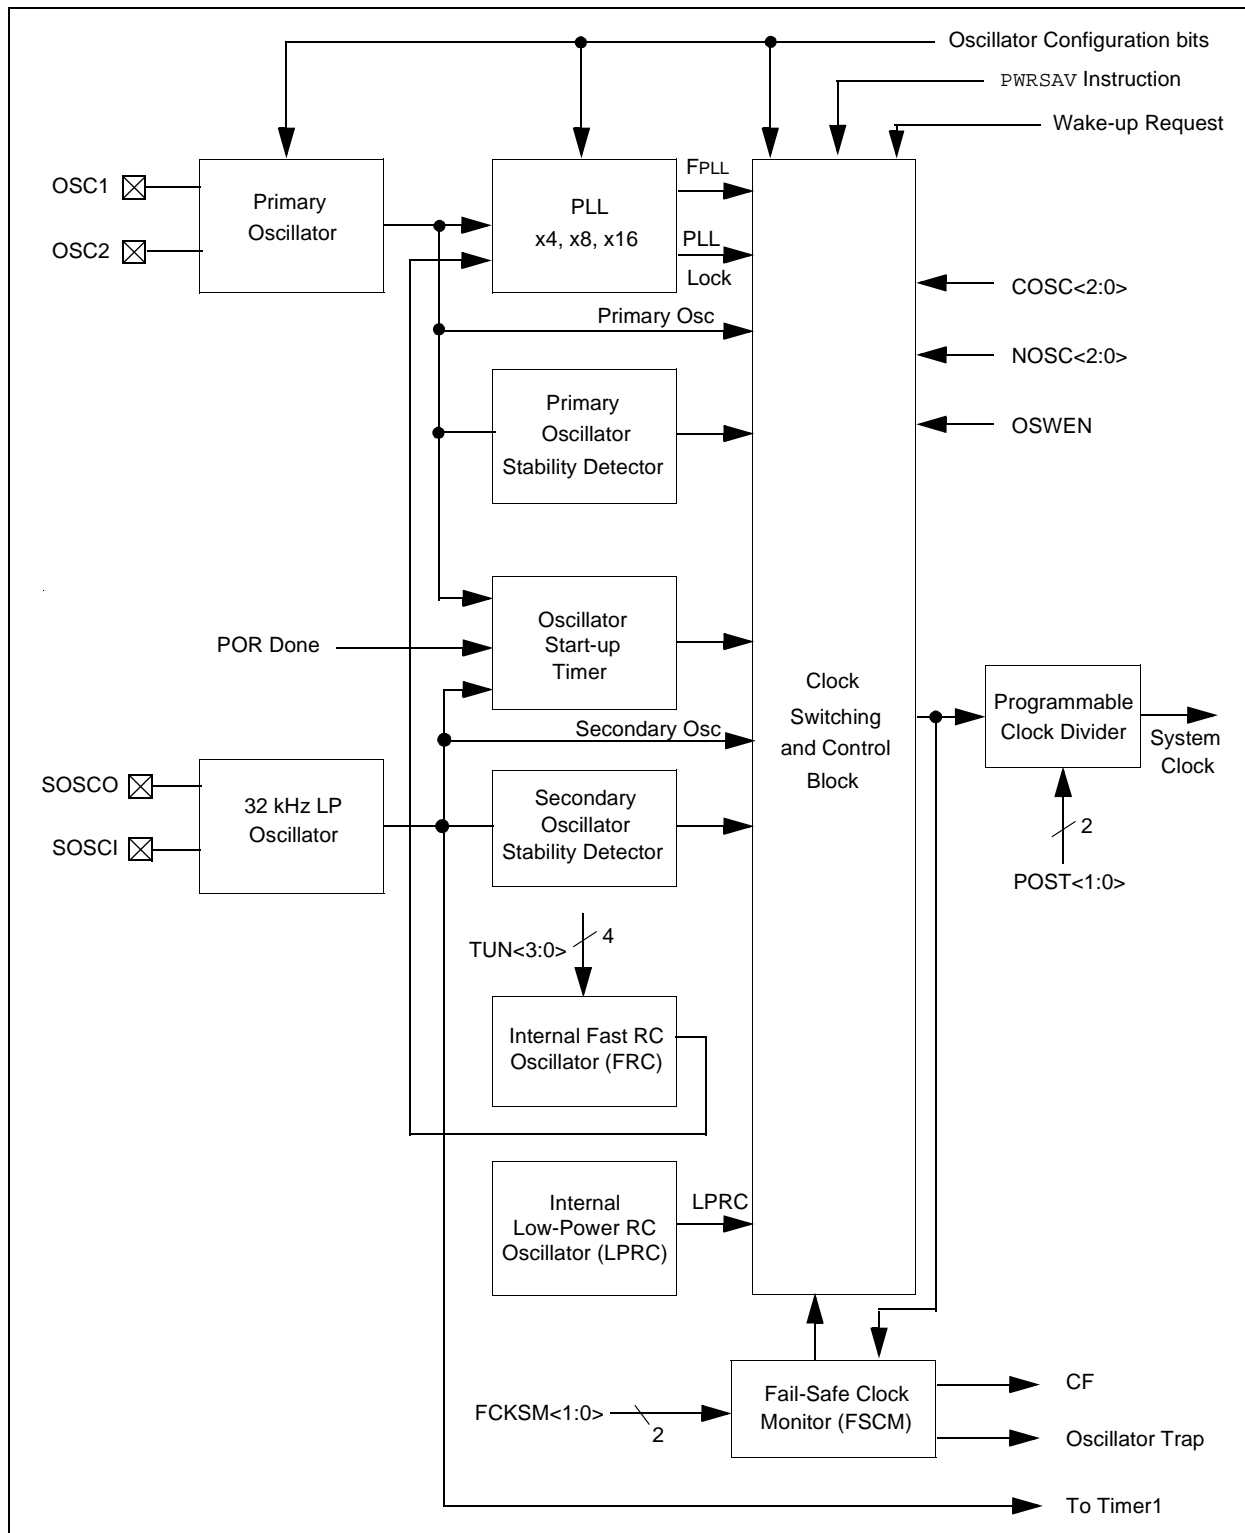 Oscillator Configuration bits
PWRSAV Instruction
Wake-up Request
OSC1
OSC2
Primary
Oscillator
PLL
x4, x8, x16
FPLL
PLL
Lock
Primary Osc
COSC<2:0>
NOSC<2:0>
OSWEN
Primary
Oscillator
Stability Detector
POR Done
Oscillator
Start-up
Timer
Clock
Switching
and Control
Block
Programmable
Clock Divider
System
Clock
2
POST<1:0>
Secondary Osc
SOSCO
SOSCI
32 kHz LP
Oscillator
Secondary
Oscillator
Stability Detector
TUN<3:0>
4
Internal Fast RC
Oscillator (FRC)
Internal
Low-Power RC
Oscillator (LPRC)
LPRC
FCKSM<1:0>
2
Fail-Safe Clock
Monitor (FSCM)
CF
Oscillator Trap
To Timer1